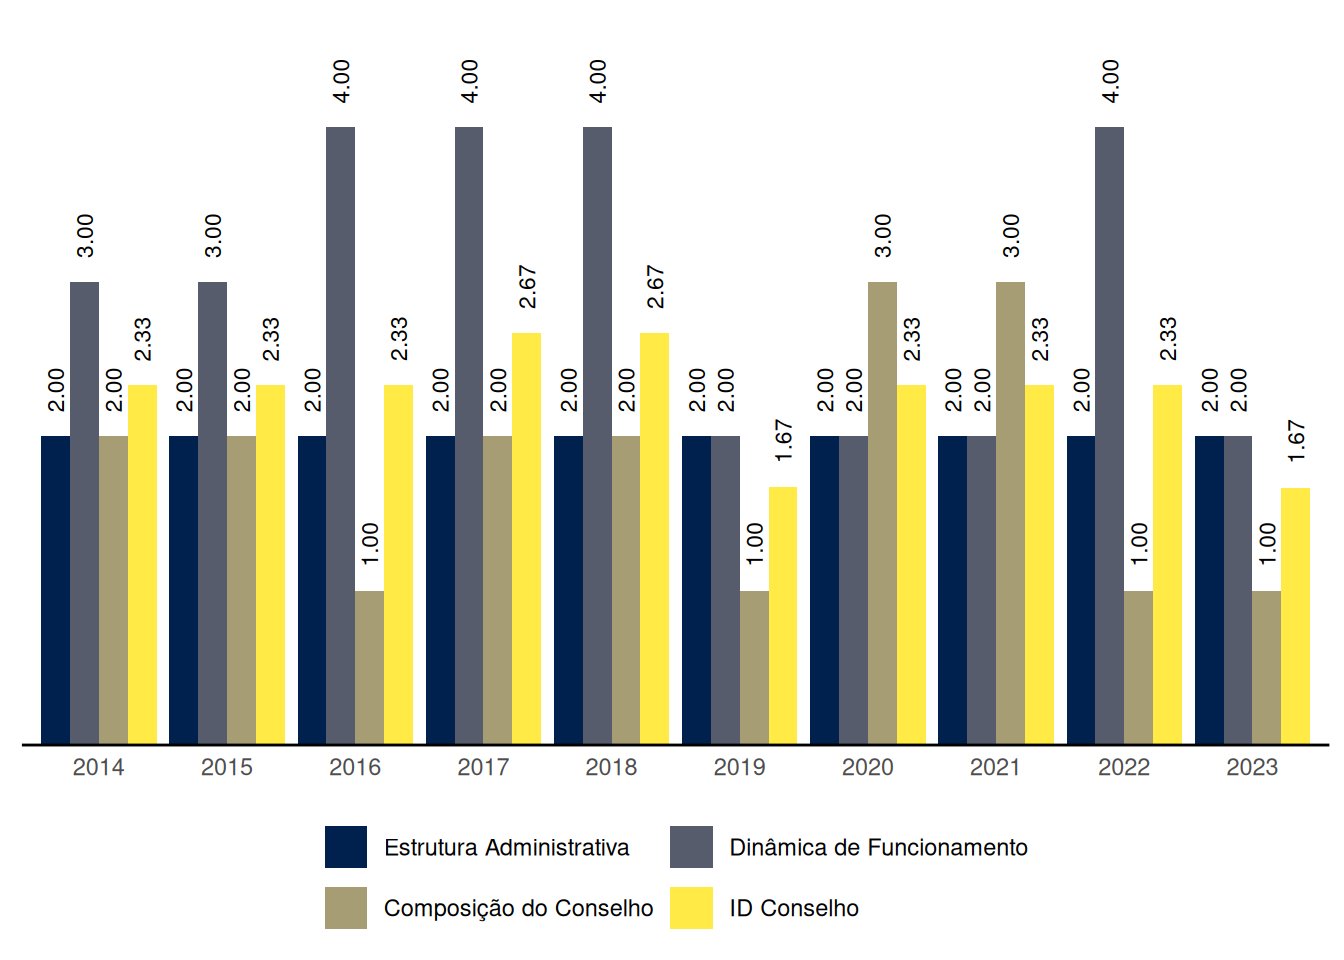 4.00 4.00 4.00 4.00
3.00 3.00 3.00 3.00
2.67 2.67
2.33 2.33 2.33 2.33 2.33 2.33
2.00 2.00 2.00 2.00 2.00 2.00 2.00 2.00 2.00 2.00 2.00 2.00 2.00 2.00 2.00 2.00 2.00 2.00
1.67 1.67
1.00 1.00 1.00 1.00
2014 2015 2016 2017 2018 2019 2020 2021 2022 2023
Estrutura Administrativa Dinâmica de Funcionamento
Composição do Conselho ID Conselho